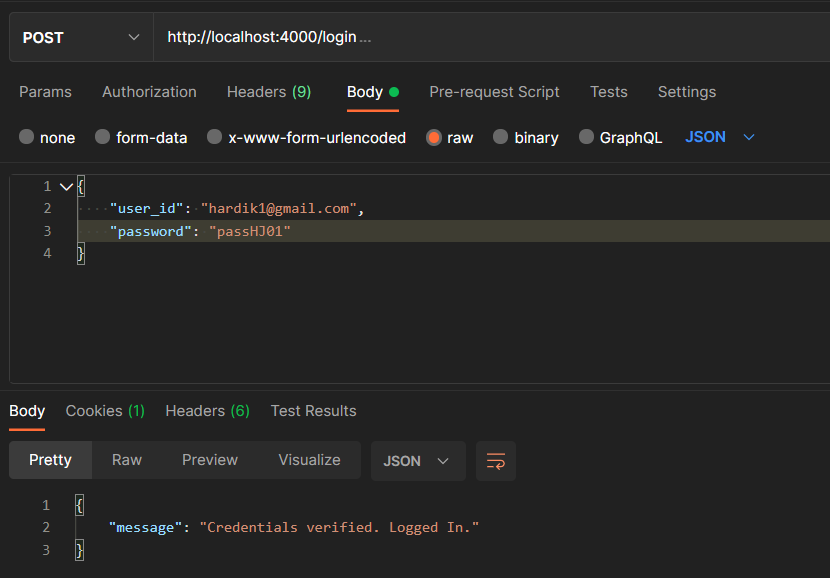 POST http://localhost:4000/login ...
Params Authorization Headers (9) Body Pre-request Script Tests Settings
none form-data x-www-form-urlencoded raw binary GraphQL JSON
1 {
2 "user_id": "hardik1@gmail.com",
3 "password": "passHJ01"
4 }
Body Cookies (1) Headers (6) Test Results
Pretty Raw Preview Visualize JSON
1 {
2 "message": "Credentials verified. Logged In."
3 }